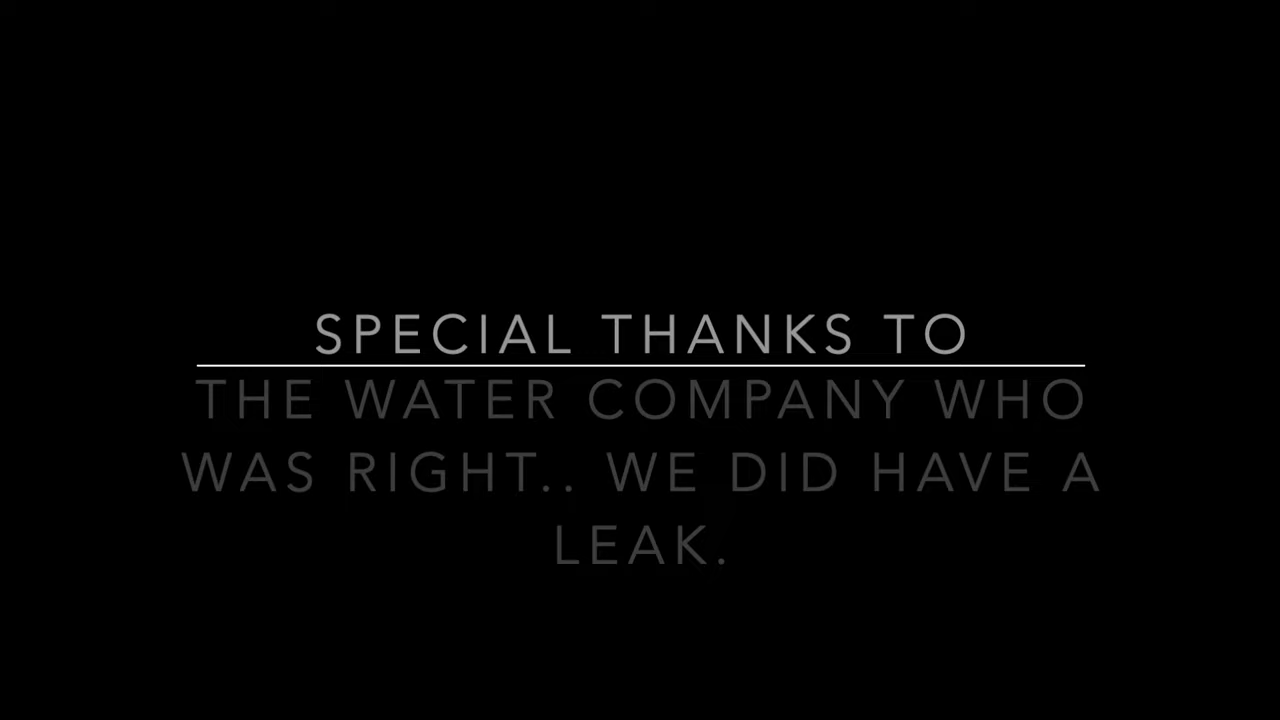 SPECIAL THANKS TO
THE WATER COMPANY WHO
WAS RIGHT.. WE DID HAVE A
LEAK.